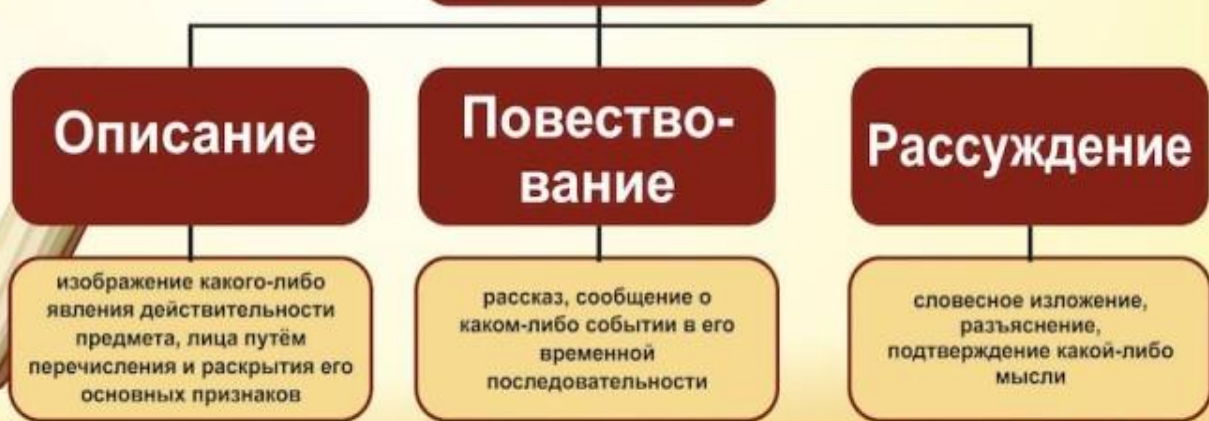 Описание
Повество-
вание
Рассуждение
изображение какого-либо
явления действительности
предмета, лица путём
перечисления и раскрытия его
основных признаков
рассказ, сообщение о
каком-либо событии в его
временной
последовательности
словесное изложение,
разъяснение,
подтверждение какой-либо
мысли